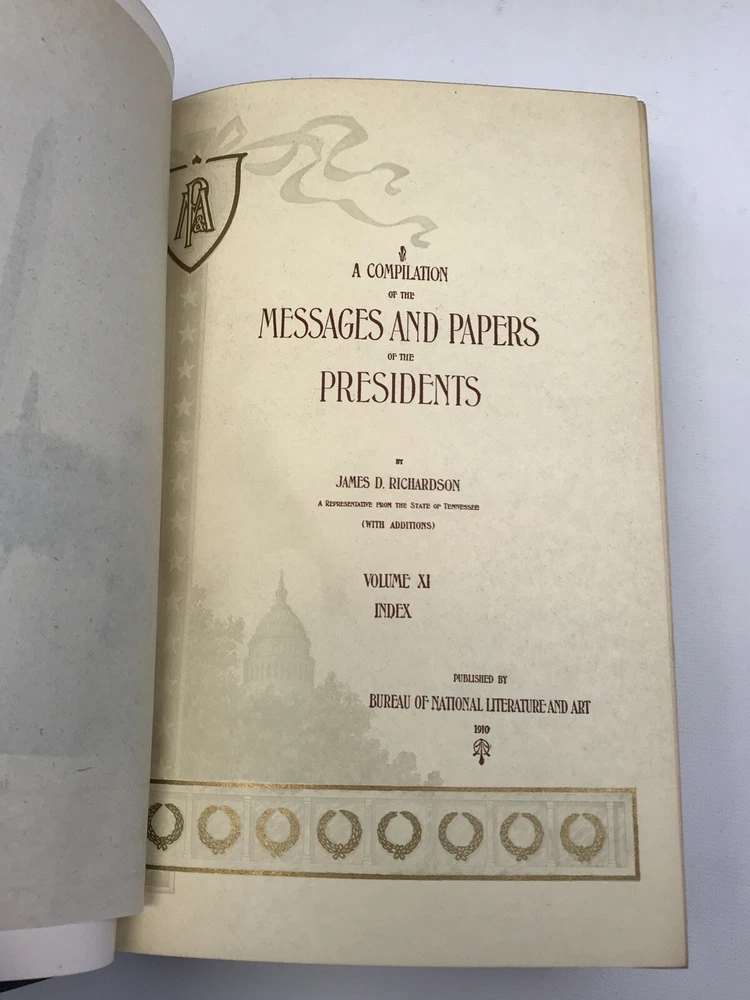 A COMPILATION
OF THE
MESSAGES AND PAPERS
OF THE
PRESIDENTS
BY
JAMES D. RICHARDSON
A REPRESENTATIVE FROM THE STATE OF TENNESSEE
(WITH ADDITIONS)
VOLUME XI
INDEX
PUBLISHED BY
BUREAU OF NATIONAL LITERATURE AND ART
1910